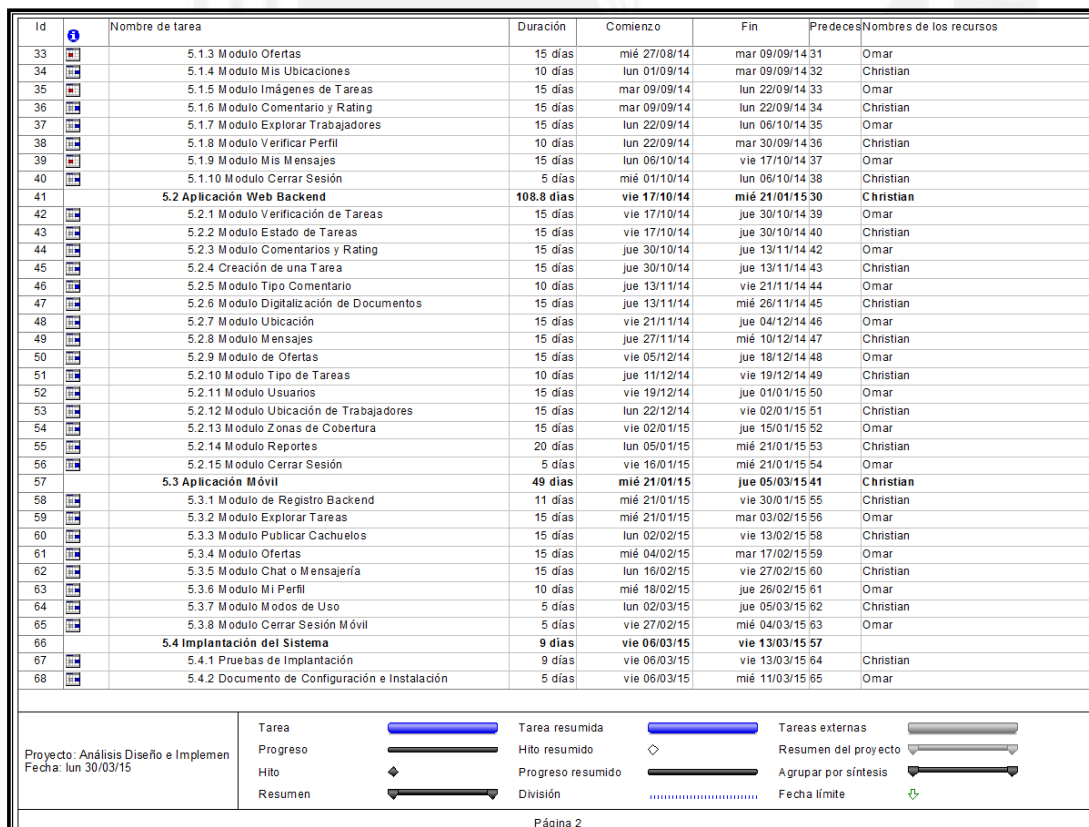 Id Nombre de tarea Duración Comienzo Fin Predeces Nombres de los recursos
33 5.1.3 Modulo Ofertas 15 días mié 27/08/14 mar 09/09/14 31 Omar
34 5.1.4 Modulo Mis Ubicaciones 10 días lun 01/09/14 mar 09/09/14 32 Christian
35 5.1.5 Modulo Imágenes de Tareas 15 días mar 09/09/14 lun 22/09/14 33 Omar
36 5.1.6 Modulo Comentario y Rating 15 días mar 09/09/14 lun 22/09/14 34 Christian
37 5.1.7 Modulo Explorar Trabajadores 15 días lun 22/09/14 lun 06/10/14 35 Omar
38 5.1.8 Modulo Verificar Perfil 10 días lun 22/09/14 mar 30/09/14 36 Christian
39 5.1.9 Modulo Mis Mensajes 15 días lun 06/10/14 vie 17/10/14 37 Omar
40 5.1.10 Modulo Cerrar Sesión 5 días mié 01/10/14 lun 06/10/14 38 Christian
41 5.2 Aplicación Web Backend 108.8 días vie 17/10/14 mié 21/01/15 30 Christian
42 5.2.1 Modulo Verificación de Tareas 15 días vie 17/10/14 jue 30/10/14 39 Omar
43 5.2.2 Modulo Estado de Tareas 15 días vie 17/10/14 jue 30/10/14 40 Christian
44 5.2.3 Modulo Comentarios y Rating 15 días jue 30/10/14 jue 13/11/14 42 Omar
45 5.2.4 Creación de una Tarea 15 días jue 30/10/14 jue 13/11/14 43 Christian
46 5.2.5 Modulo Tipo Comentario 10 días jue 13/11/14 vie 21/11/14 44 Omar
47 5.2.6 Modulo Digitalización de Documentos 15 días jue 13/11/14 mié 26/11/14 45 Christian
48 5.2.7 Modulo Ubicación 15 días vie 21/11/14 jue 04/12/14 46 Omar
49 5.2.8 Modulo Mensajes 15 días jue 27/11/14 mié 10/12/14 47 Christian
50 5.2.9 Modulo de Ofertas 15 días vie 05/12/14 jue 18/12/14 48 Omar
51 5.2.10 Modulo Tipo de Tareas 10 días jue 11/12/14 vie 19/12/14 49 Christian
52 5.2.11 Modulo Usuarios 15 días vie 19/12/14 jue 01/01/15 50 Omar
53 5.2.12 Modulo Ubicación de Trabajadores 15 días lun 22/12/14 vie 02/01/15 51 Christian
54 5.2.13 Modulo Zonas de Cobertura 15 días vie 02/01/15 jue 15/01/15 52 Omar
55 5.2.14 Modulo Reportes 20 días lun 05/01/15 mié 21/01/15 53 Christian
56 5.2.15 Modulo Cerrar Sesión 5 días vie 16/01/15 mié 21/01/15 54 Omar
57 5.3 Aplicación Móvil 49 días mié 21/01/15 jue 05/03/15 41 Christian
58 5.3.1 Modulo de Registro Backend 11 días mié 21/01/15 vie 30/01/15 55 Christian
59 5.3.2 Modulo Explorar Tareas 15 días mié 21/01/15 mar 03/02/15 56 Omar
60 5.3.3 Modulo Publicar Cachuelos 15 días lun 02/02/15 vie 13/02/15 58 Christian
61 5.3.4 Modulo Ofertas 15 días mié 04/02/15 mar 17/02/15 59 Omar
62 5.3.5 Modulo Chat o Mensajería 15 días lun 16/02/15 vie 27/02/15 60 Christian
63 5.3.6 Modulo Mi Perfil 10 días mié 18/02/15 jue 26/02/15 61 Omar
64 5.3.7 Modulo Modos de Uso 5 días lun 02/03/15 jue 05/03/15 62 Christian
65 5.3.8 Modulo Cerrar Sesión Móvil 5 días vie 27/02/15 mié 04/03/15 63 Omar
66 5.4 Implantación del Sistema 9 días vie 06/03/15 vie 13/03/15 57
67 5.4.1 Pruebas de Implantación 9 días vie 06/03/15 vie 13/03/15 64 Christian
68 5.4.2 Documento de Configuración e Instalación 5 días vie 06/03/15 mié 11/03/15 65 Omar
Proyecto: Análisis Diseño e Implemen
Fecha: lun 30/03/15
Tarea Tarea resumida Tareas externas
Progreso Hito resumido Resumen del proyecto
Hito Progreso resumido Agrupar por síntesis
Resumen División Fecha límite
Página 2